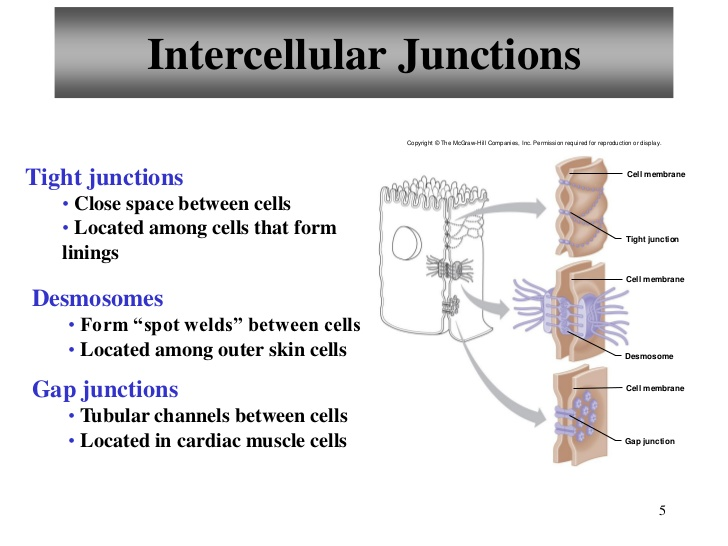 Intercellular Junctions
Copyright © The McGraw-Hill Companies, Inc. Permission required for reproduction or display.
Tight junctions
• Close space between cells
• Located among cells that form
linings
Desmosomes
• Form “spot welds” between cells
• Located among outer skin cells
Gap junctions
• Tubular channels between cells
• Located in cardiac muscle cells
Cell membrane
Tight junction
Cell membrane
Desmosome
Cell membrane
Gap junction
5